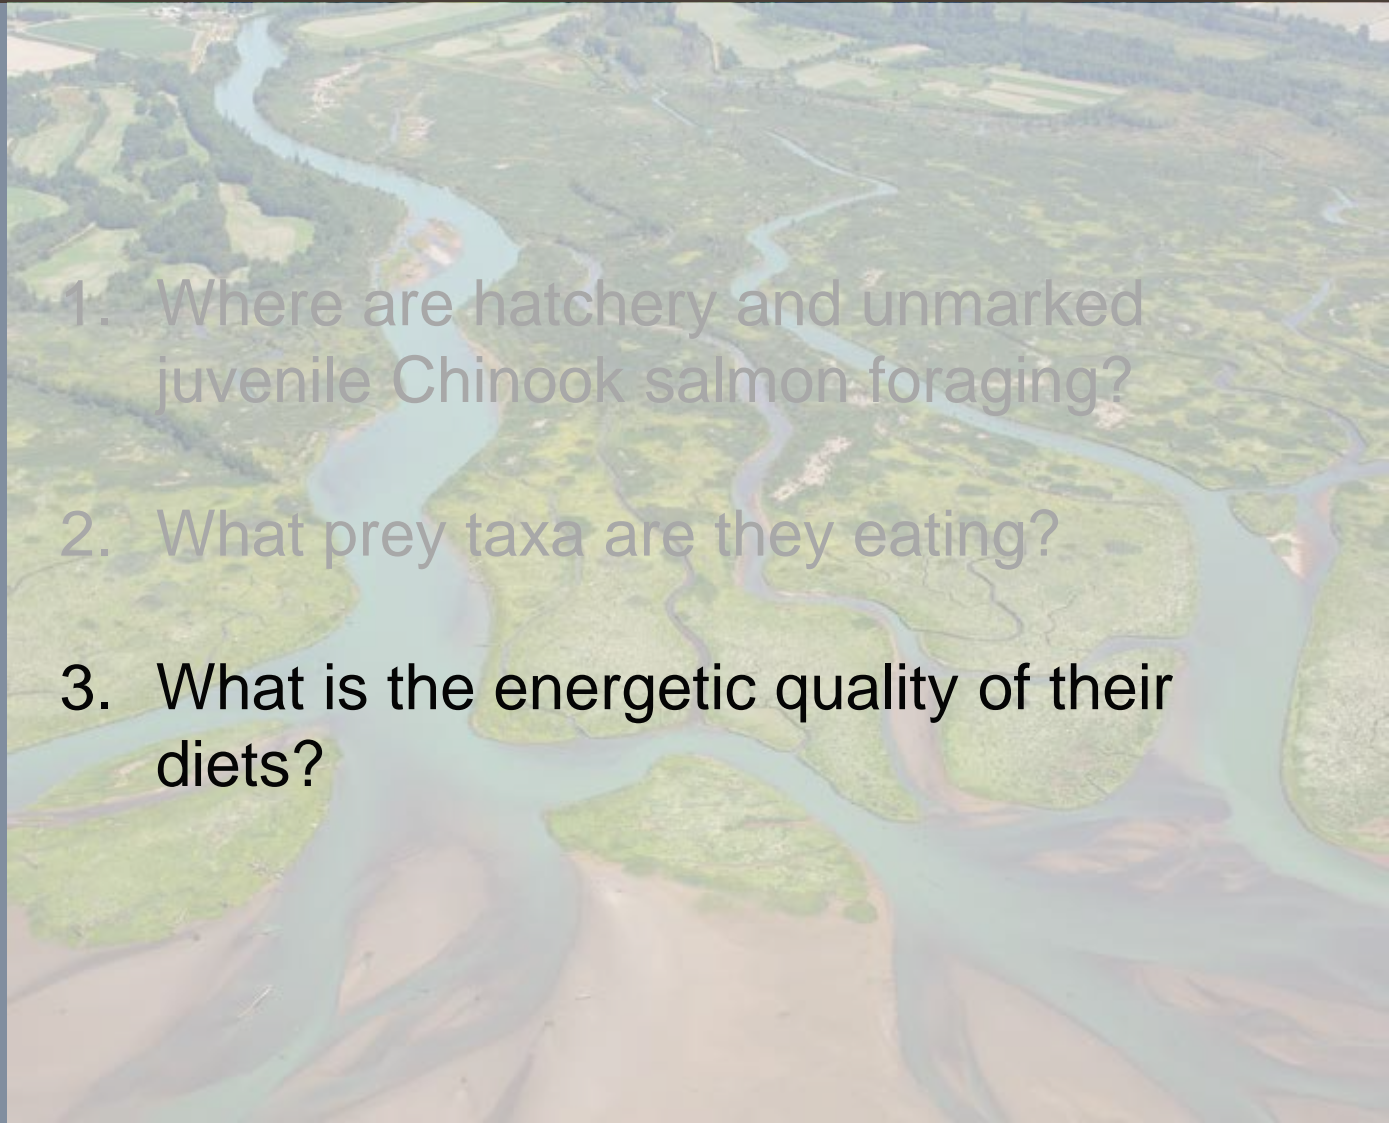 1. Where are hatchery and unmarked
juvenile Chinook salmon foraging?
2. What prey taxa are they eating?
3. What is the energetic quality of their
diets?